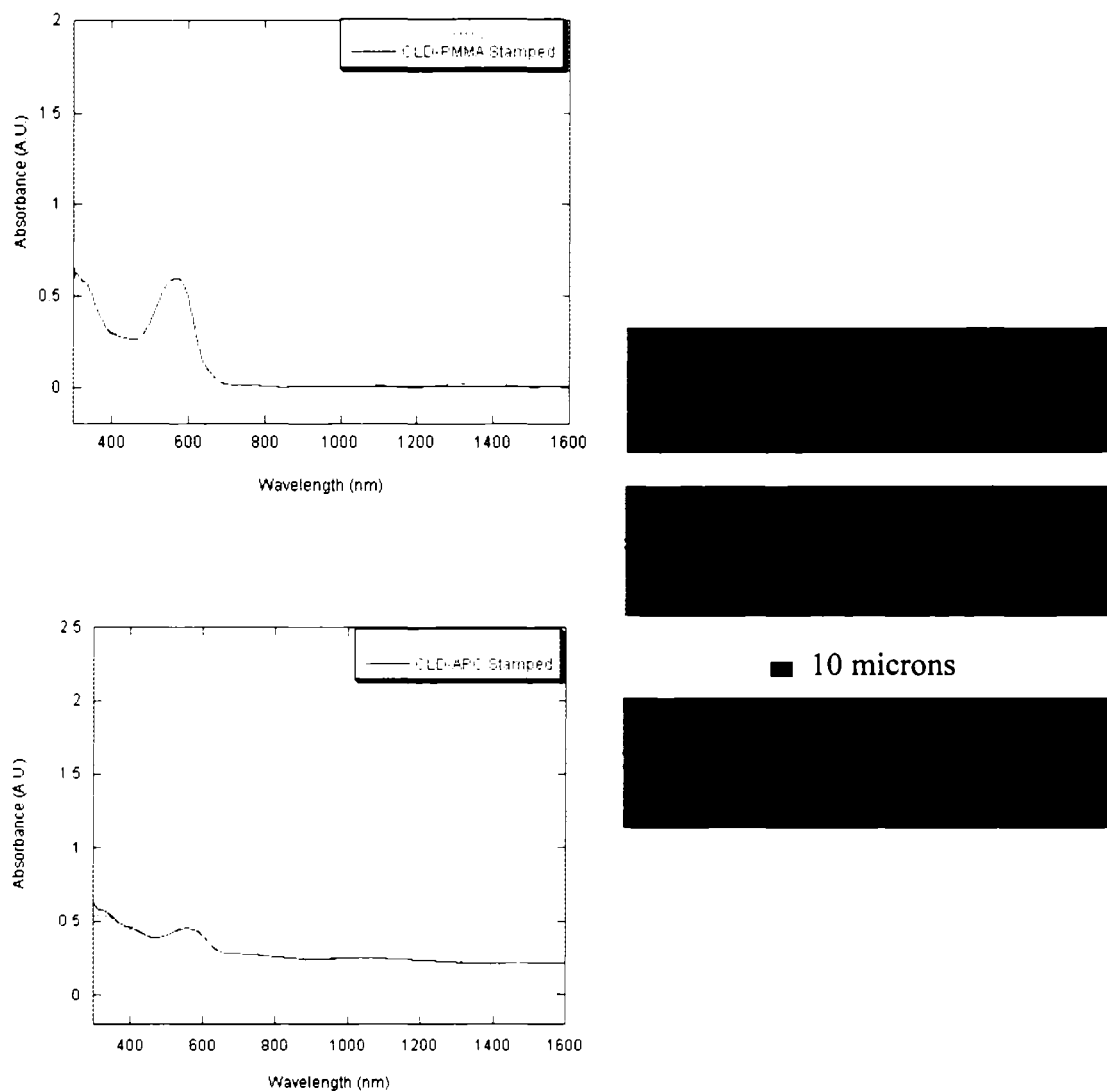 2
1 5
1
0 5
0
Absorbance (A.U.)
CLD-PMMA Stamped
400 600 800 1000 1200 1400 1600
Wavelength (nm)
10 microns
2 5
2
1 5
1
0 5
0
Absorbance (A.U.)
CLD-APC Stamped
400 600 800 1000 1200 1400 1600
Wavelength (nm)